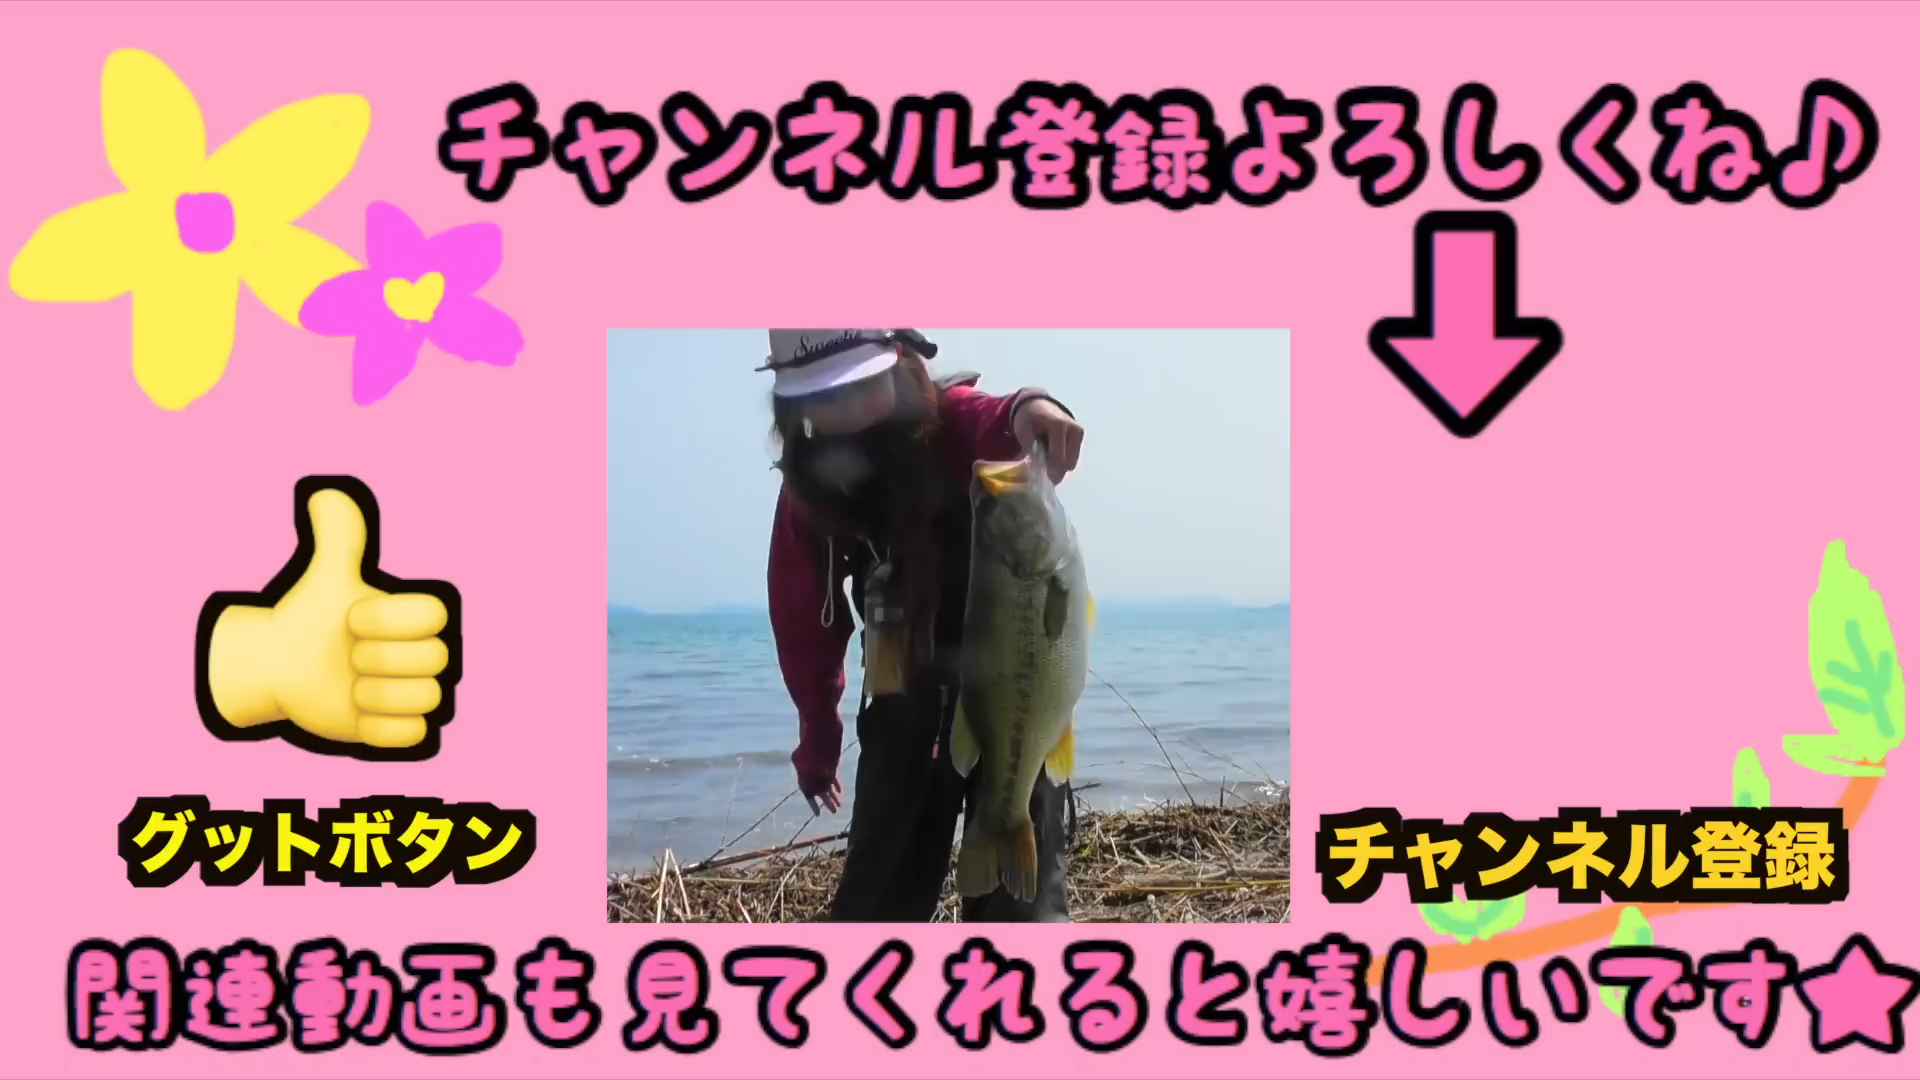 チャンネル登録よろしくね♪
グットボタン
チャンネル登録
関連動画も見てくれると嬉しいです★